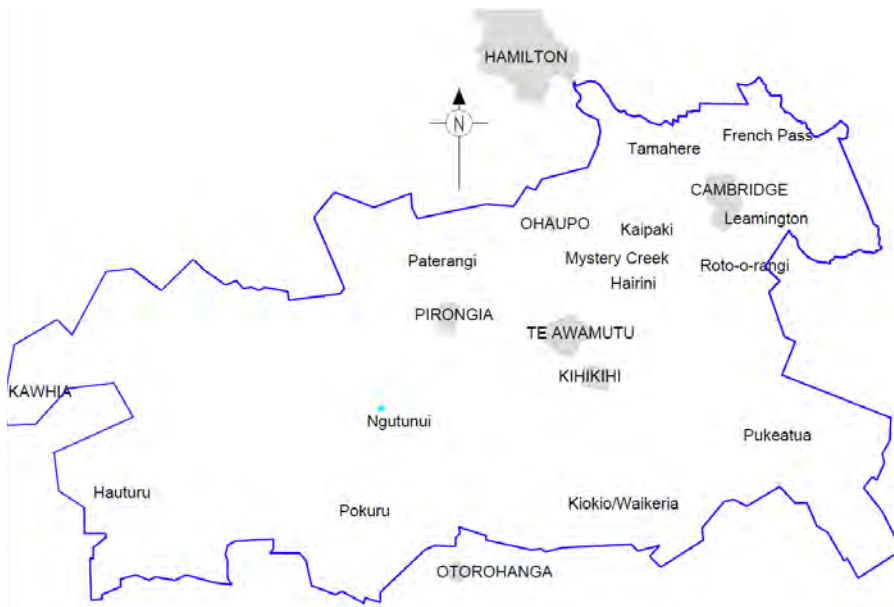 HAMILTON
N
French Pass
Tamahere
CAMBRIDGE
Leamington
OHAUPO
Kaipaki
Paterangi
Mystery Creek
Roto-o-rangi
Hairini
PIRONGIA
TE AWAMUTU
KIHIKIHI
KAWHIA
Ngutunui
Pukeatua
Hauturu
Kiokio/Waikeria
Pokuru
OTOROHANGA